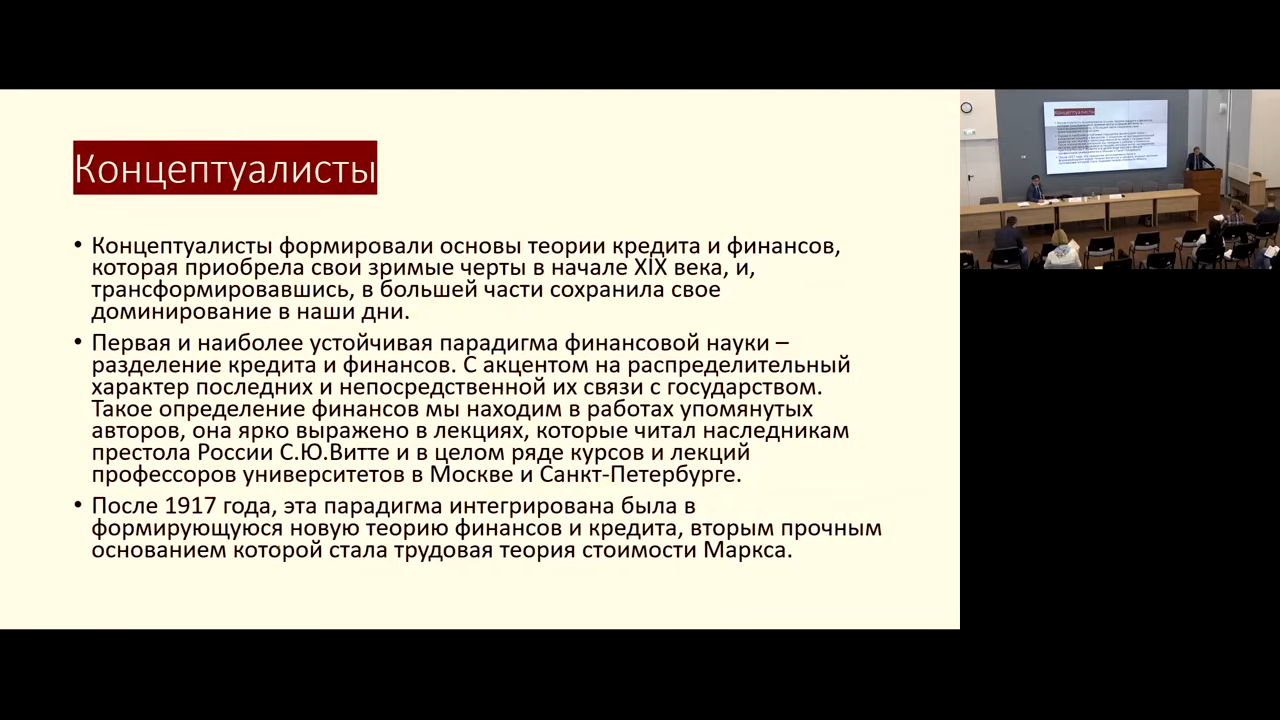 Концептуалисты
• Концептуалисты формировали основы теории кредита и финансов,
которая приобрела свои зримые черты в начале XIX века, и,
трансформировавшись, в большей части сохранила свое
доминирование в наши дни.
• Первая и наиболее устойчивая парадигма финансовой науки –
разделение кредита и финансов. С акцентом на распределительный
характер последних и непосредственной их связи с государством.
Такое определение финансов мы находим в работах упомянутых
авторов, она ярко выражено в лекциях, которые читал наследникам
престола России С.Ю.Витте и в целом ряде курсов и лекций
профессоров университетов в Москве и Санкт-Петербурге.
• После 1917 года, эта парадигма интегрирована была в
формирующуюся новую теорию финансов и кредита, вторым прочным
основанием которой стала трудовая теория стоимости Маркса.
Концептуалисты